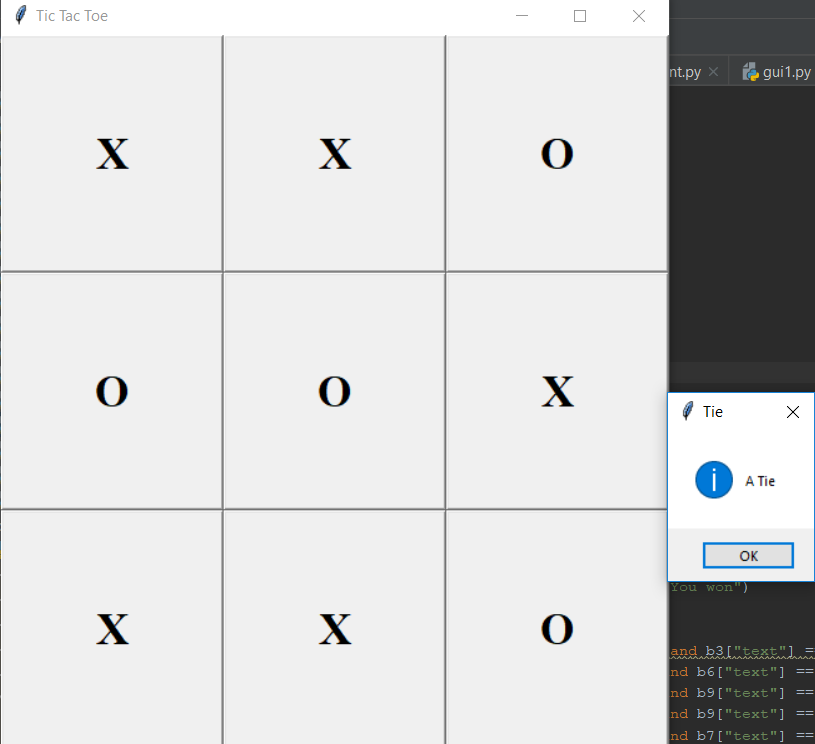 Tic Tac Toe
nt.py gui1.py
X X O
O O X
Tie
A Tie
OK
X X O
You won")
and b3["text"] =
nd b6["text"] ==
nd b9["text"] ==
nd b9["text"] ==
nd b7["text"] ==